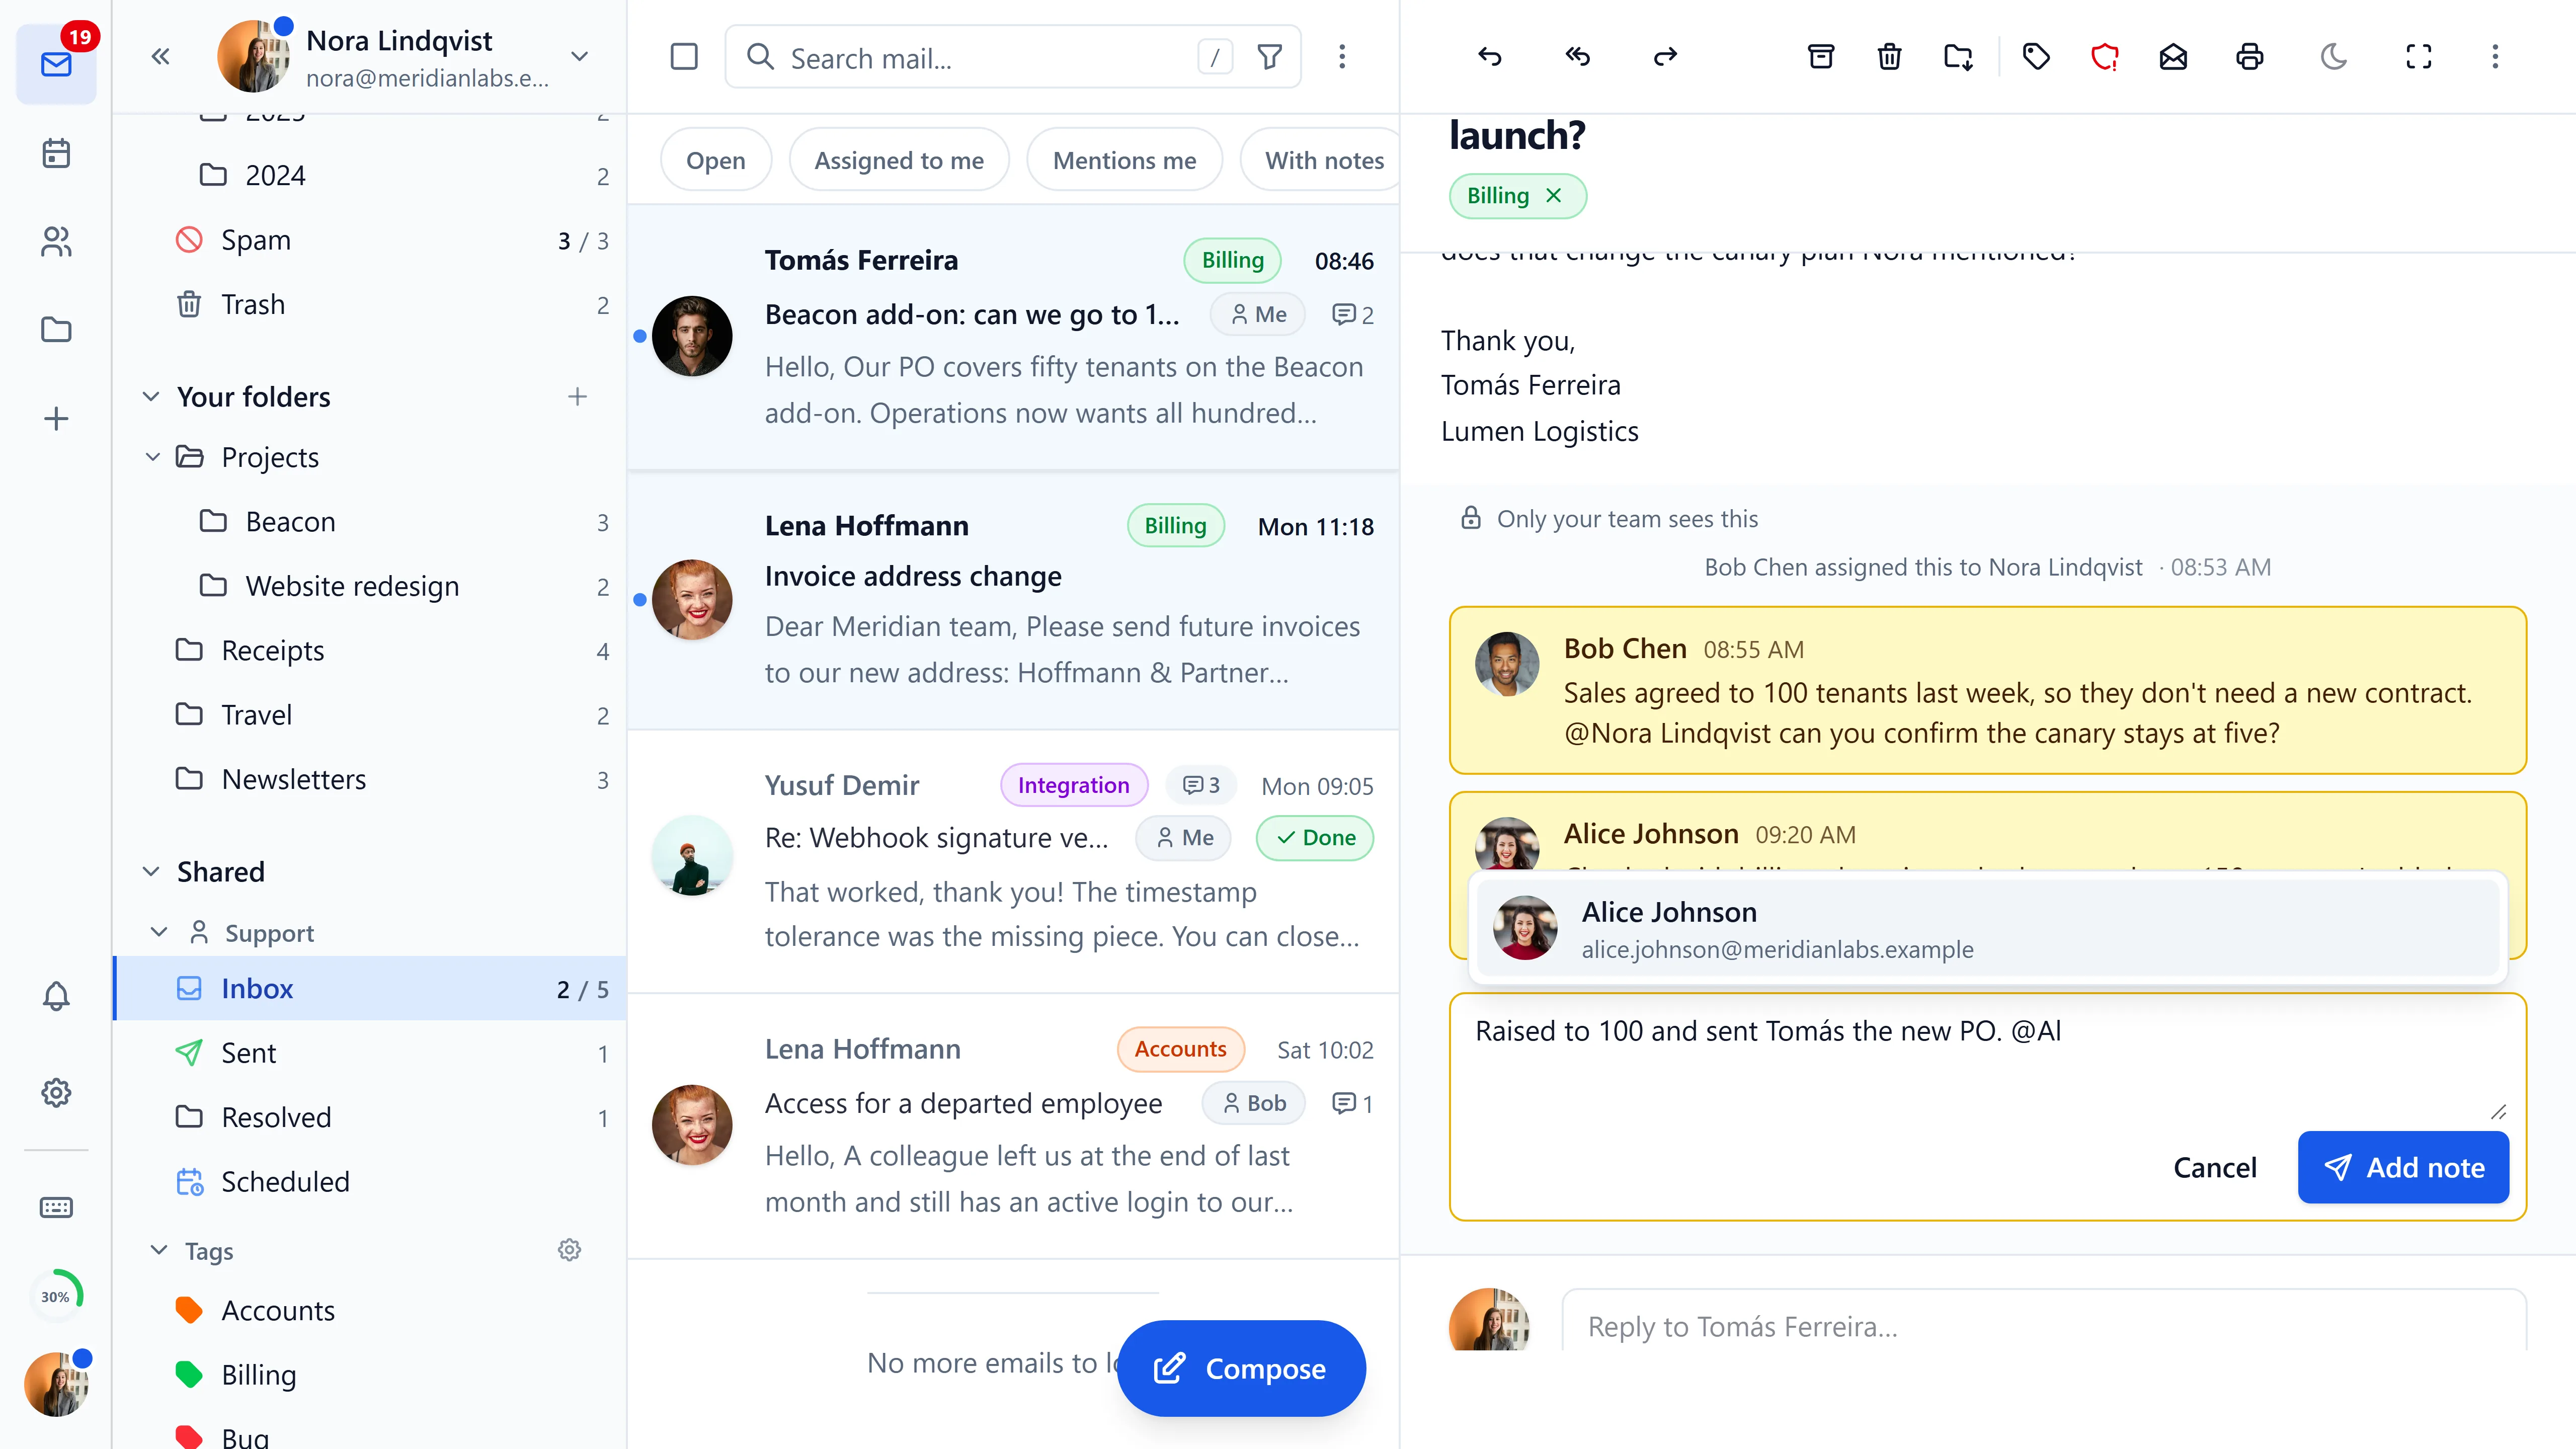 19
Nora Lindqvist
nora@meridianlabs.e...
Search mail...
/
2
2024
2
Spam
3 / 3
Trash
2
Your folders
Projects
Beacon
3
Website redesign
2
Receipts
4
Travel
2
Newsletters
3
Shared
Support
Inbox
2 / 5
Sent
1
Resolved
1
Scheduled
Tags
Accounts
Billing
Bug
30%
Open
Assigned to me
Mentions me
With notes
Tomás Ferreira
Billing
08:46
Beacon add-on: can we go to 1...
Me
2
Hello, Our PO covers fifty tenants on the Beacon
add-on. Operations now wants all hundred...
Lena Hoffmann
Billing
Mon 11:18
Invoice address change
Dear Meridian team, Please send future invoices
to our new address: Hoffmann & Partner...
Yusuf Demir
Integration
3
Mon 09:05
Re: Webhook signature ve...
Me
Done
That worked, thank you! The timestamp
tolerance was the missing piece. You can close...
Lena Hoffmann
Accounts
Sat 10:02
Access for a departed employee
Bob
1
Hello, A colleague left us at the end of last
month and still has an active login to our...
No more emails to
Compose
launch?
Billing
does that change the canary plan Nora mentioned?
Thank you,
Tomás Ferreira
Lumen Logistics
Only your team sees this
Bob Chen assigned this to Nora Lindqvist · 08:53 AM
Bob Chen 08:55 AM
Sales agreed to 100 tenants last week, so they don't need a new contract.
@Nora Lindqvist can you confirm the canary stays at five?
Alice Johnson 09:20 AM
Alice Johnson
alice.johnson@meridianlabs.example
Raised to 100 and sent Tomás the new PO. @Al
Cancel
Add note
Reply to Tomás Ferreira...